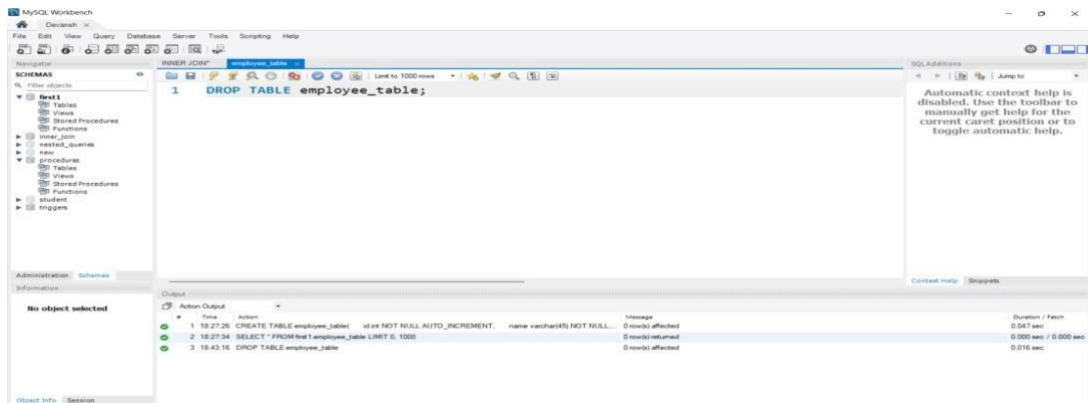 MySQL Workbench
Devansh
File Edit View Query Database Server Tools Scripting Help
Navigator
SCHEMAS
Filter objects
first1
Tables
Views
Stored Procedures
Functions
inner_join
nested_queries
new
procedures
Tables
Views
Stored Procedures
Functions
student
triggers
Administration Schemas
Information
No object selected
Object Info Session
INNER JOIN* employee_table
Limit to 1000 rows
1 DROP TABLE employee_table;
Output
Action Output
# Time Action Message Duration / Fetch
1 18:27:26 CREATE TABLE employee_table( id int NOT NULL AUTO_INCREMENT, name varchar(45) NOT NULL,... 0 row(s) affected 0.047 sec
2 18:27:34 SELECT * FROM first1.employee_table LIMIT 0, 1000 0 row(s) returned 0.000 sec / 0.000 sec
3 18:43:16 DROP TABLE employee_table 0 row(s) affected 0.016 sec
SQLAdditions
Jump to
Automatic context help is
disabled. Use the toolbar to
manually get help for the
current caret position or to
toggle automatic help.
Context Help Snippets